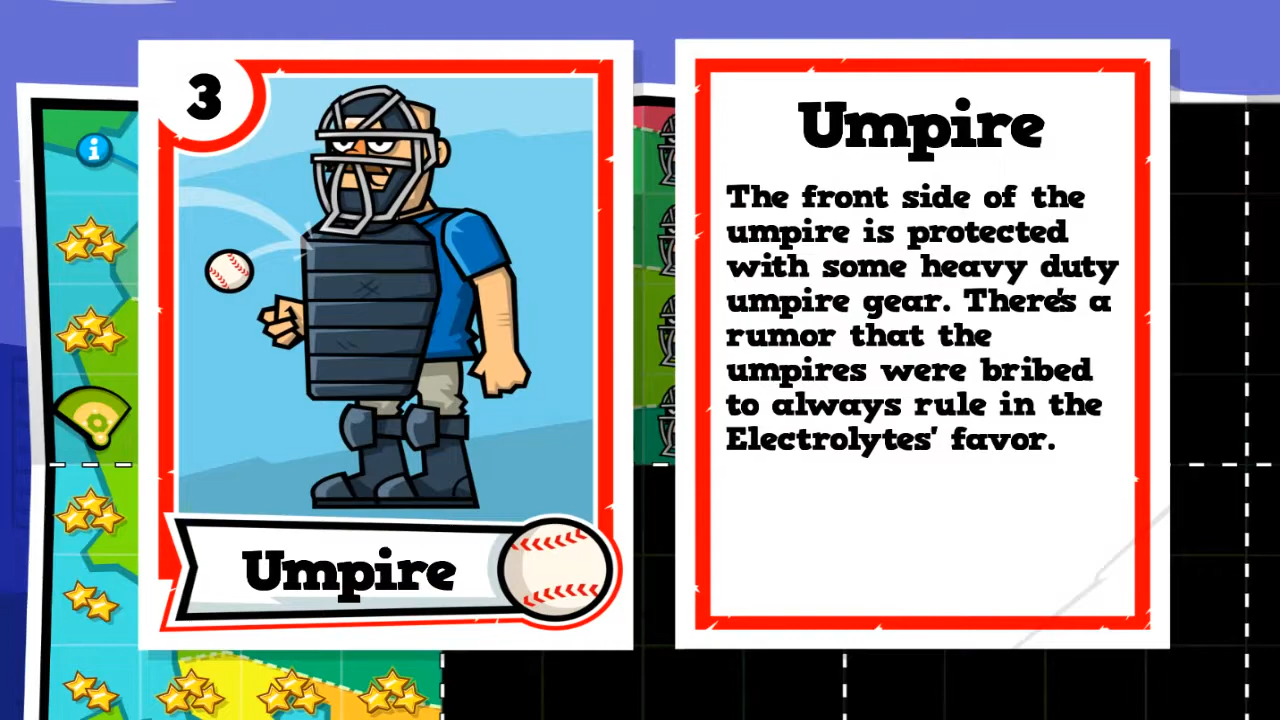 3
Umpire
Umpire
The front side of the
umpire is protected
with some heavy duty
umpire gear. There's a
rumor that the
umpires were bribed
to always rule in the
Electrolytes' favor.
i